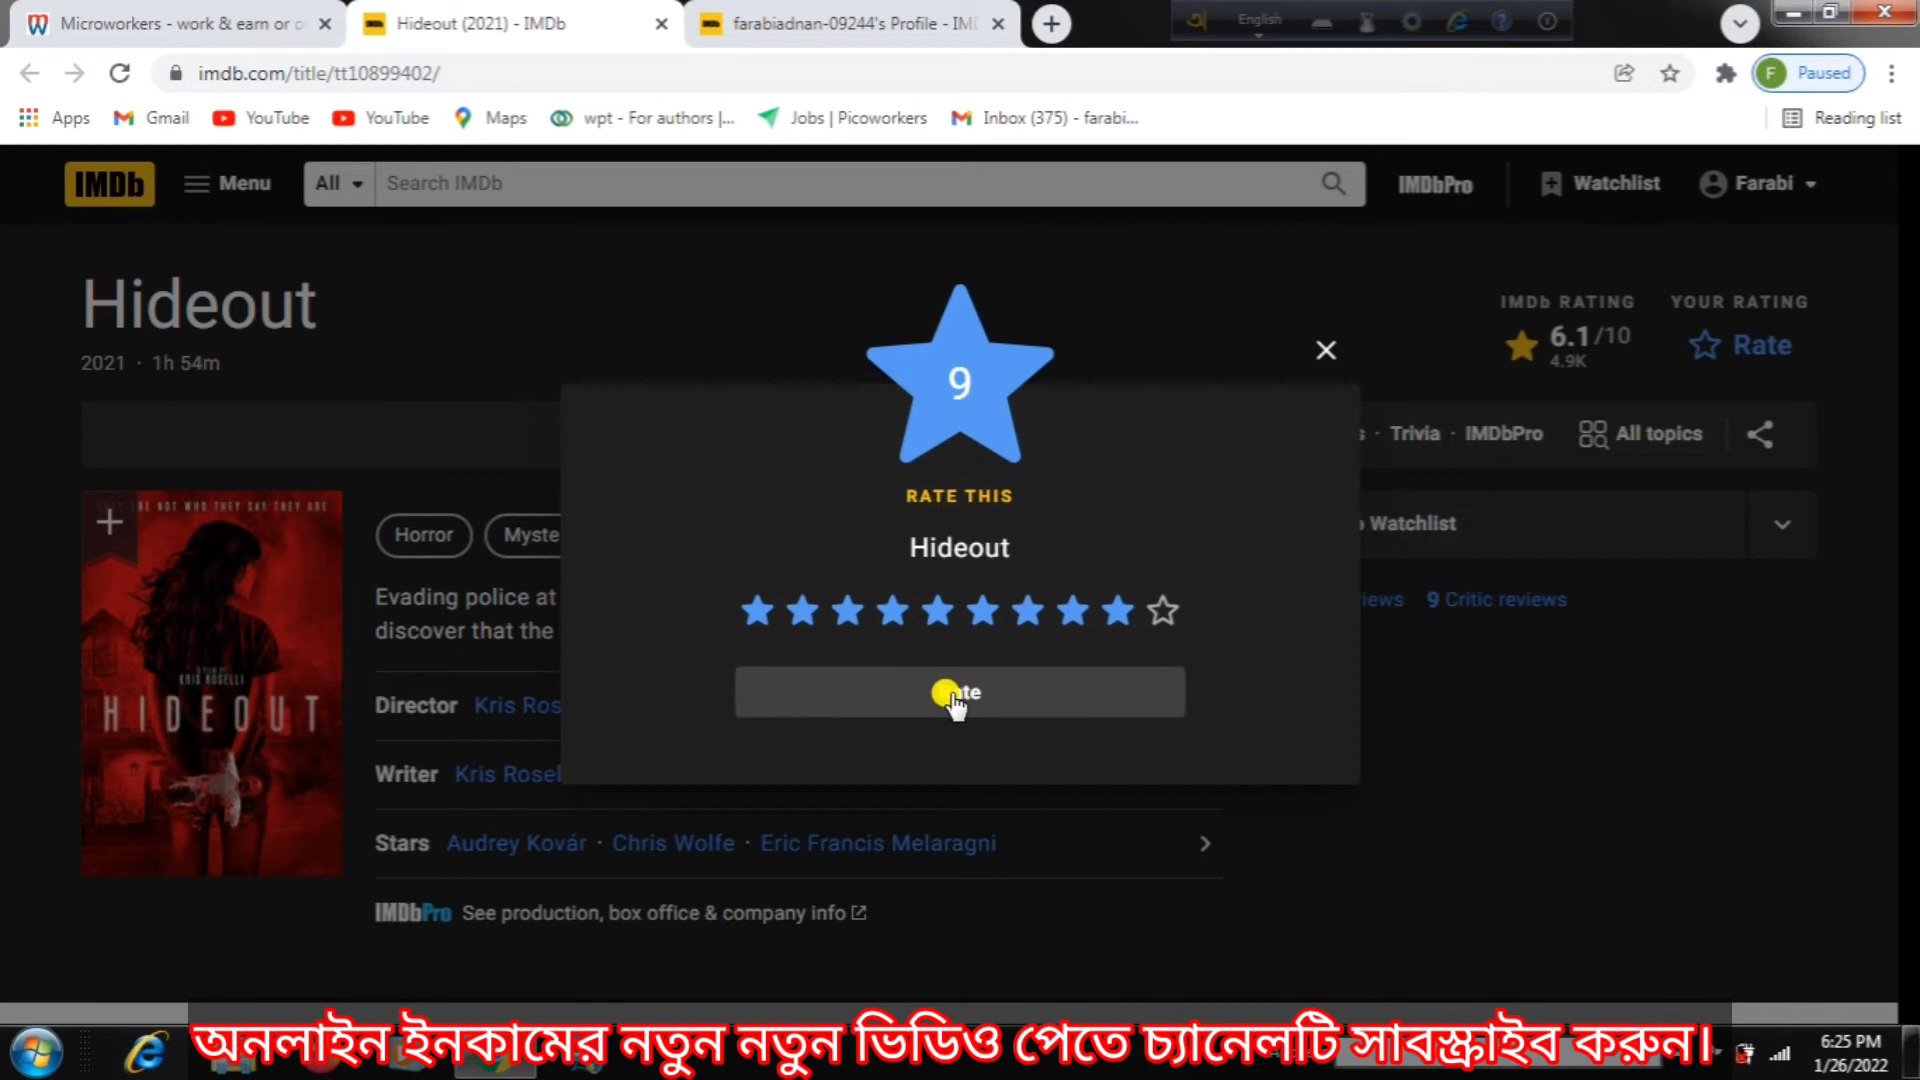 Microworkers - work & earn or o
Hideout (2021) - IMDb
farabiadnan-09244's Profile - IM
English
imdb.com/title/tt10899402/
F Paused
Apps
Gmail
YouTube
YouTube
Maps
wpt - For authors |...
Jobs | Picoworkers
Inbox (375) - farabi...
Reading list
IMDb
Menu
All
Search IMDb
IMDbPro
Watchlist
Farabi
Hideout
2021 · 1h 54m
IMDb RATING
YOUR RATING
6.1/10
4.9K
Rate
9
RATE THIS
Hideout
Trivia · IMDbPro
All topics
Watchlist
9 Critic reviews
HIDEOUT
KRIS ROSELLI
Horror
Myste
Evading police at
discover that the
Director Kris Ros
Writer Kris Rosel
Stars Audrey Kovár · Chris Wolfe · Eric Francis Melaragni
IMDbPro See production, box office & company info
অনলাইন ইনকামের নতুন নতুন ভিডিও পেতে চ্যানেলটি সাবস্ক্রাইব করুন।
6:25 PM
1/26/2022